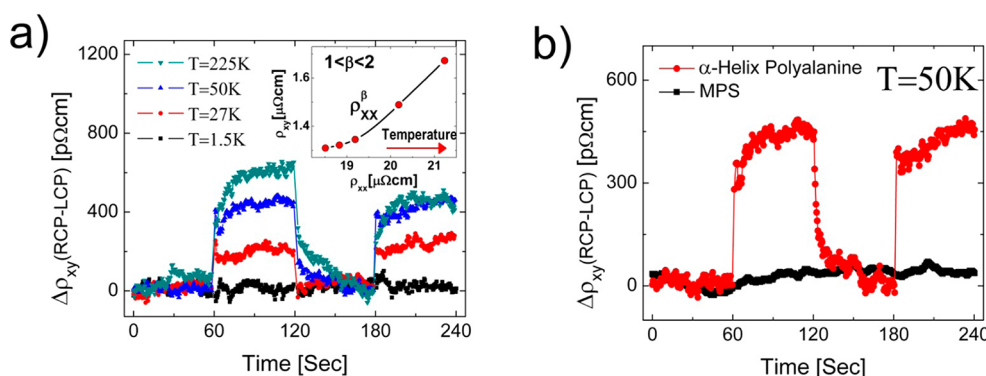 a)
Δρxy(RCP-LCP) [pΩcm]
1200
800
400
0
T=225K
T=50K
T=27K
T=1.5K
1<β<2
ρxy[μΩcm]
1.6
1.4
ρxxβ
Temperature
19 20 21
ρxx[μΩcm]
0 60 120 180 240
Time [Sec]
b)
Δρxy(RCP-LCP) [pΩcm]
600
300
0
α-Helix Polyalanine
MPS
T=50K
0 60 120 180 240
Time [Sec]